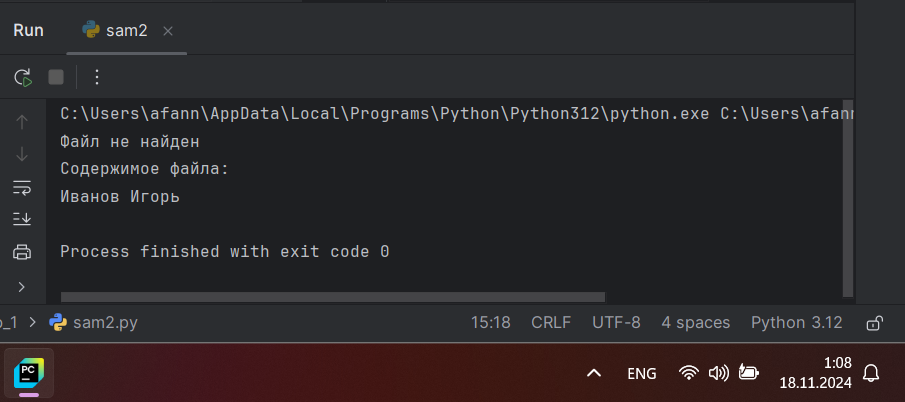 Run sam2
C:\Users\afann\AppData\Local\Programs\Python\Python312\python.exe C:\Users\afann
Файл не найден
Содержимое файла:
Иванов Игорь
Process finished with exit code 0
_1 > sam2.py 15:18 CRLF UTF-8 4 spaces Python 3.12
PC ENG 1:08
18.11.2024